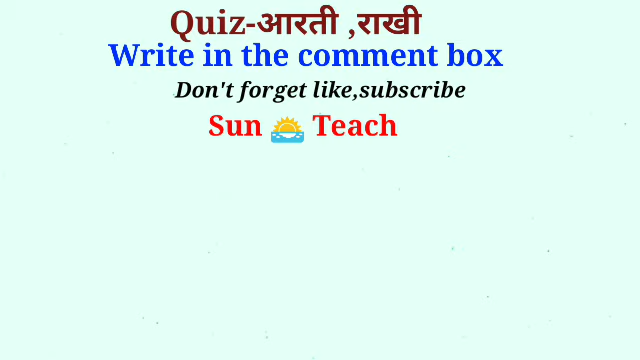 Quiz-आरती ,राखी
Write in the comment box
Don't forget like,subscribe
Sun Teach